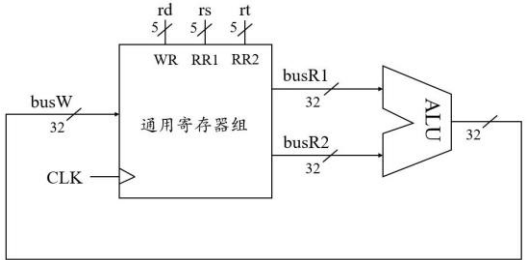 rd rs rt
5 5 5
WR RR1 RR2
busW
32
通用寄存器组
CLK
busR1
32
busR2
32
ALU
32